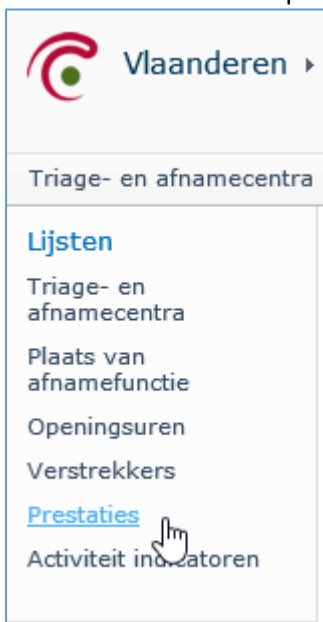 Vlaanderen
Triage- en afnamecentra
Lijsten
Triage- en
afnamecentra
Plaats van
afnamefunctie
Openingsuren
Verstrekkers
Prestaties
Activiteit indicatoren